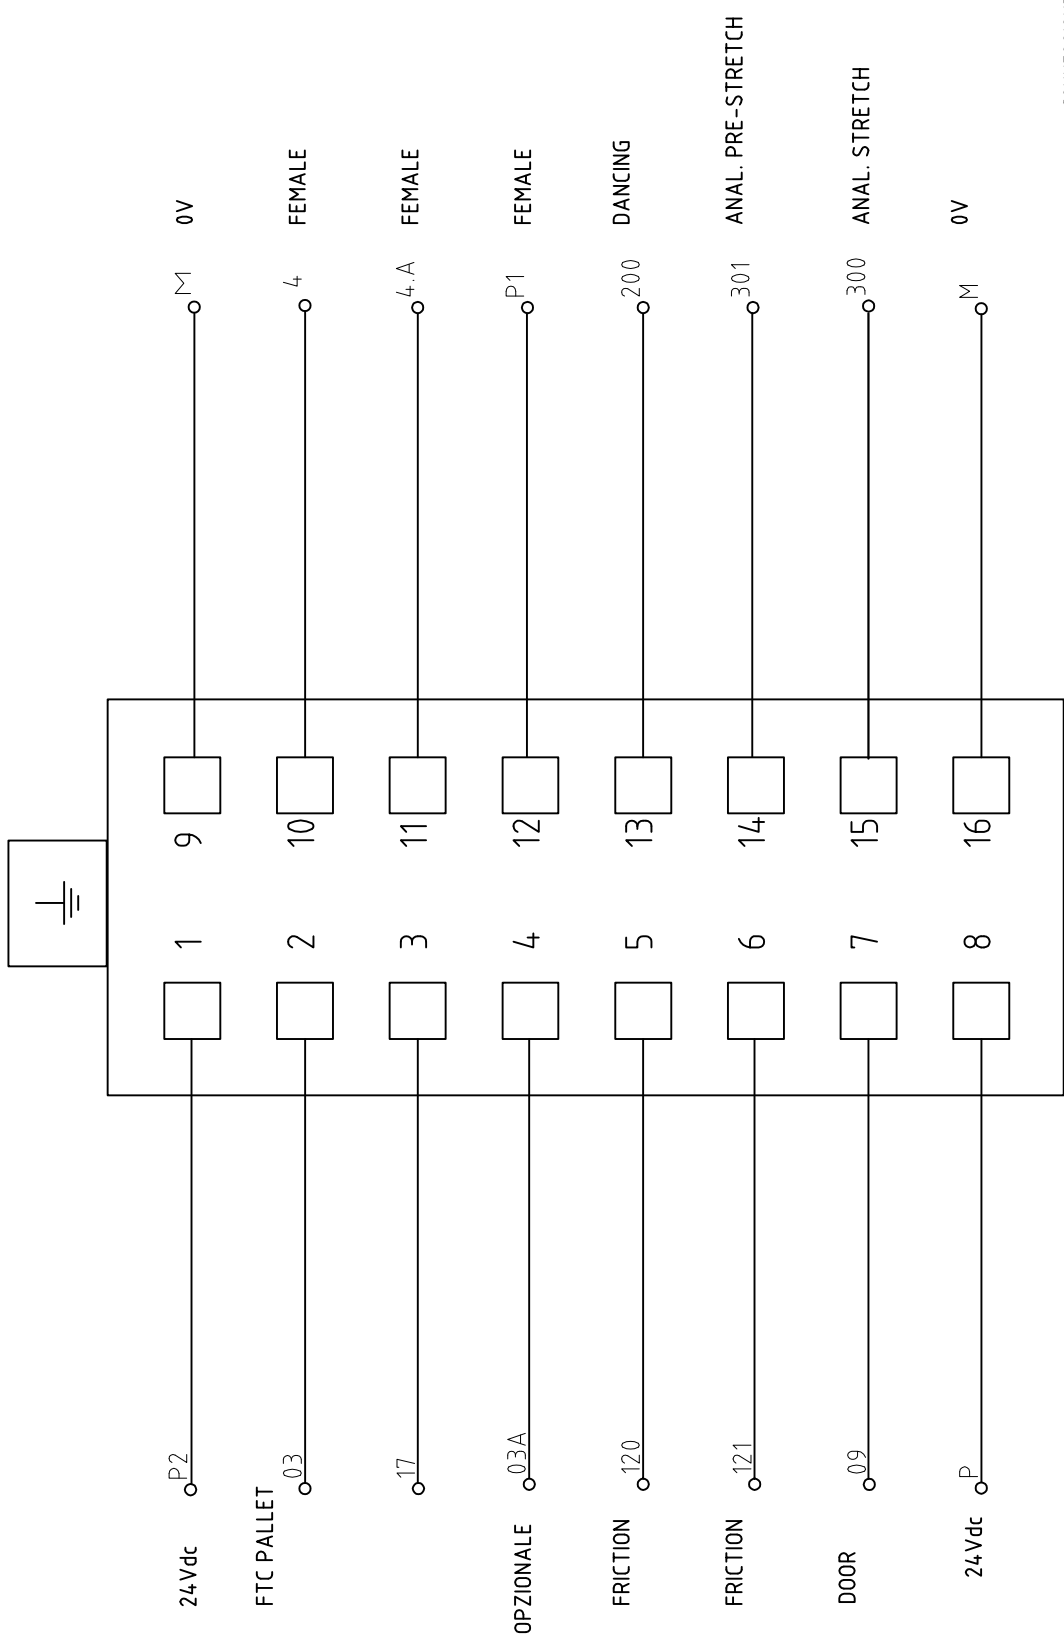 24Vdc P2 1 9 M 0V
FTC PALLET 03 2 10 4 FEMALE
17 3 11 4.A FEMALE
OPZIONALE 03A 4 12 P1 FEMALE
FRICTION 120 5 13 200 DANCING
FRICTION 121 6 14 301 ANAL. PRE-STRETCH
DOOR 09 7 15 300 ANAL. STRETCH
24Vdc P 8 16 M 0V